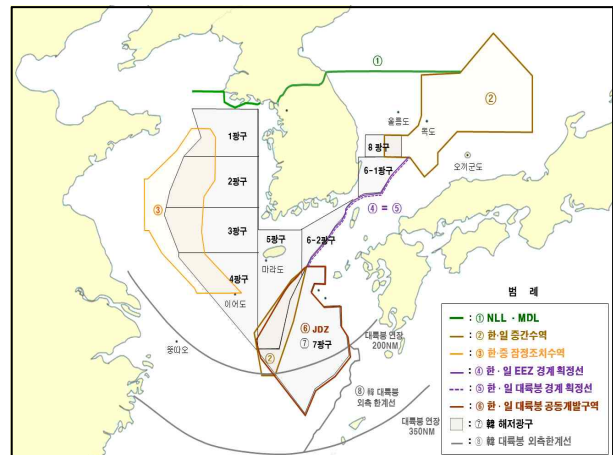 ①
②
울릉도
독도
1광구
8 광구
오끼군도
6-1광구
2광구
③
④ = ⑤
3광구
5광구
6-2광구
마라도
4광구
이어도
범 례
① NLL · MDL
⑥ JDZ
대륙붕 연장
200NM
: ② 한·일 중간수역
⑦ 7광구
: ③ 한·중 잠정조치수역
퉁따오
②
: ④ 한·일 EEZ 경계 획정선
⑧ 韓 대륙붕
외측 한계선
: ⑤ 한·일 대륙붕 경계 획정선
: ⑥ 한·일 대륙붕 공동개발구역
대륙붕 연장
350NM
: ⑦ 韓 해저광구
: ⑧ 韓 대륙붕 외측한계선